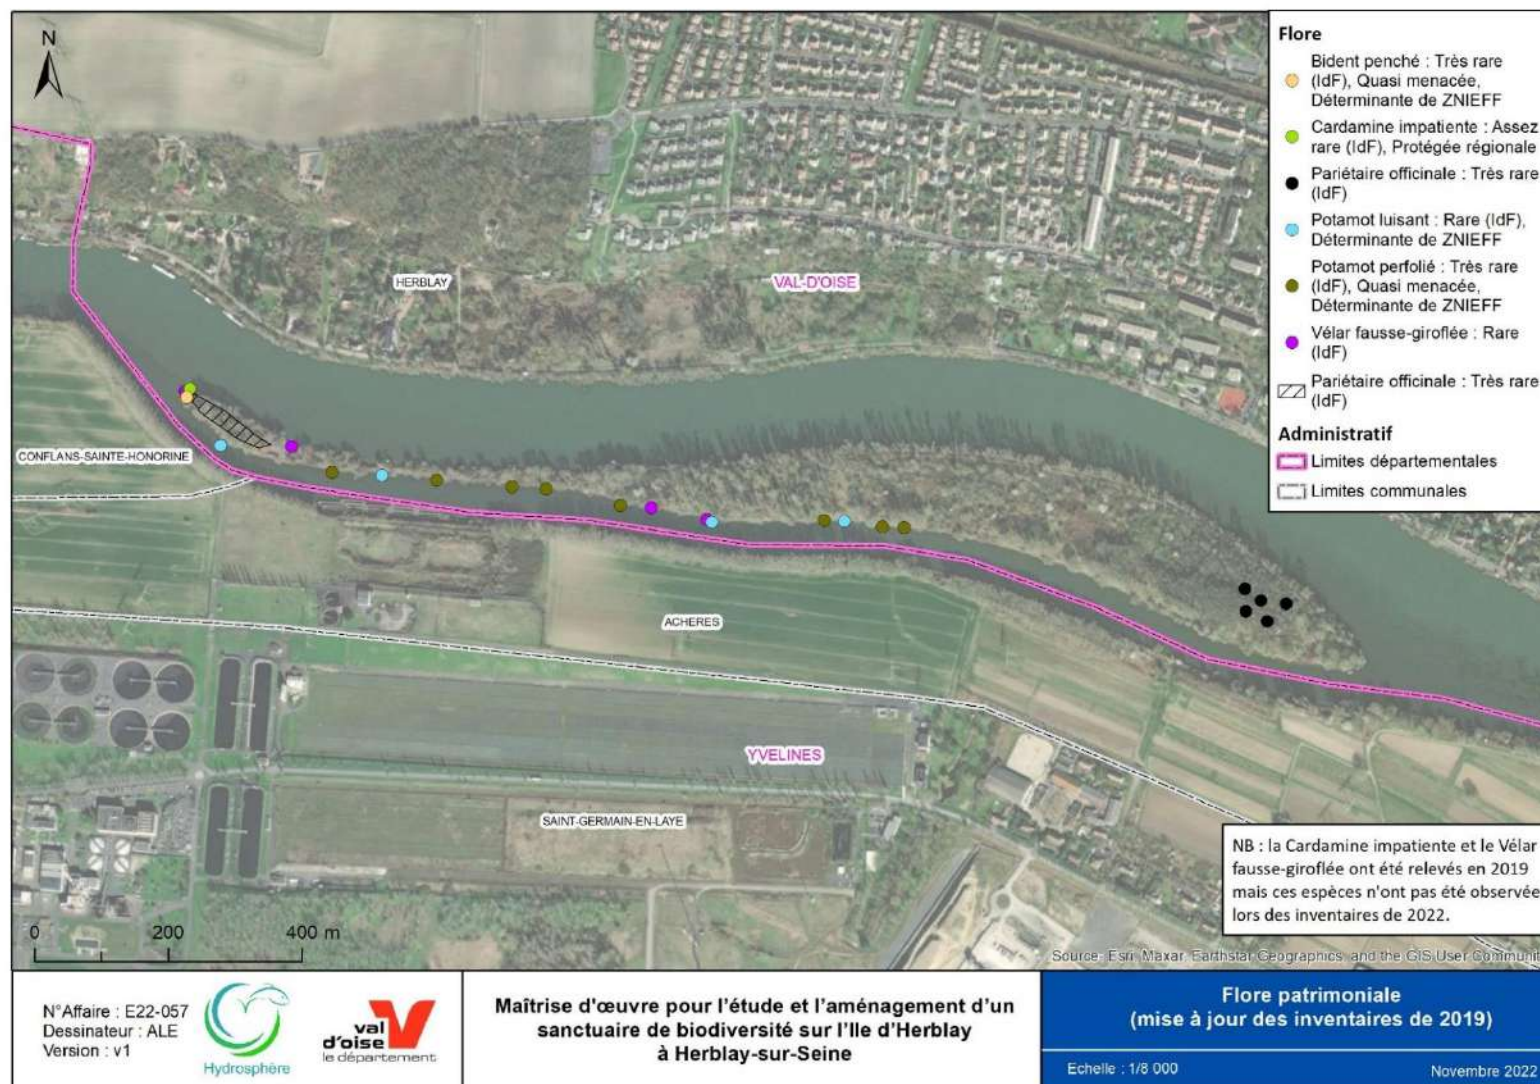 N
HERBLAY
VAL-D'OISE
CONFLANS-SAINTE-HONORINE
ACHERES
YVELINES
SAINT-GERMAIN-EN-LAYE
0 200 400 m
Flore
Bident penché : Très rare
(IdF), Quasi menacée,
Déterminante de ZNIEFF
Cardamine impatiente : Assez
rare (IdF), Protégée régionale
Pariétaire officinale : Très rare
(IdF)
Potamot luisant : Rare (IdF),
Déterminante de ZNIEFF
Potamot perfolié : Très rare
(IdF), Quasi menacée,
Déterminante de ZNIEFF
Vélar fausse-giroflée : Rare
(IdF)
Pariétaire officinale : Très rare
(IdF)
Administratif
Limites départementales
Limites communales
NB : la Cardamine impatiente et le Vélar
fausse-giroflée ont été relevés en 2019
mais ces espèces n'ont pas été observée
lors des inventaires de 2022.
Source: Esri, Maxar, Earthstar Geographics, and the GIS User Communit
N°Affaire : E22-057
Dessinateur : ALE
Version : v1
Hydrosphère
val
d'oise
le département
Maîtrise d'œuvre pour l'étude et l'aménagement d'un
sanctuaire de biodiversité sur l'Ile d'Herblay
à Herblay-sur-Seine
Flore patrimoniale
(mise à jour des inventaires de 2019)
Echelle : 1/8 000
Novembre 2022